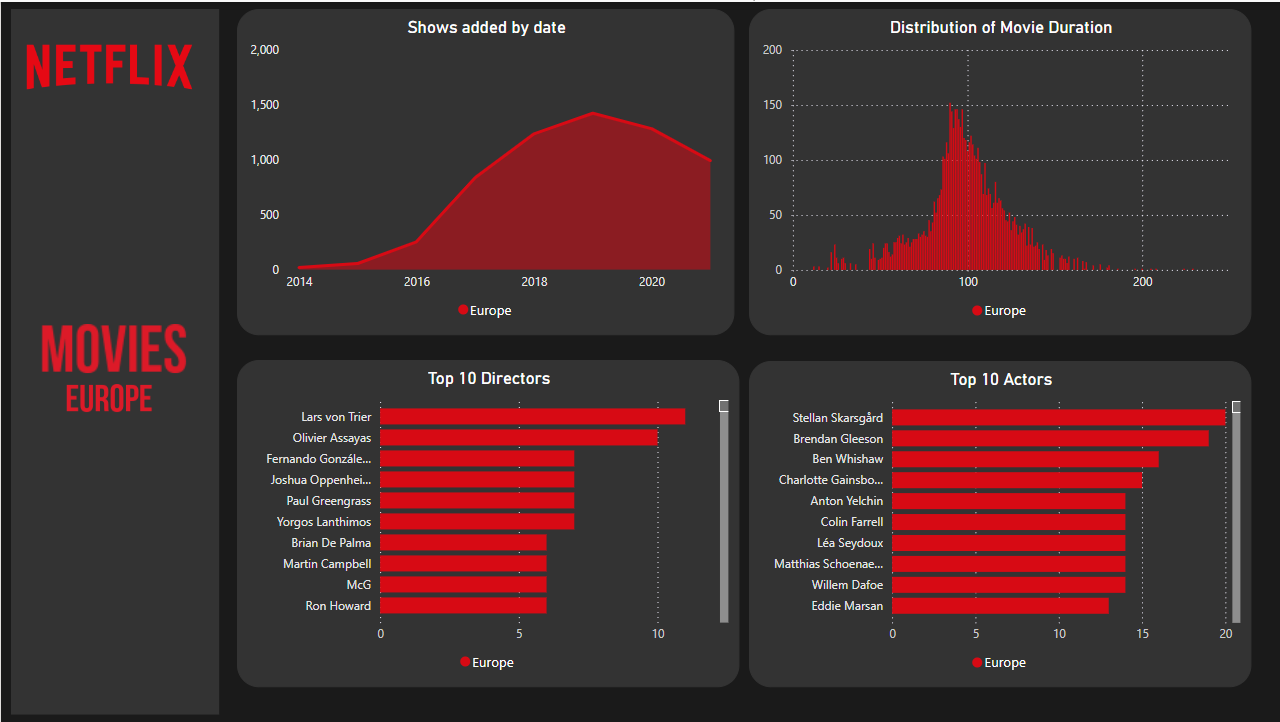 NETFLIX
MOVIES
EUROPE
Shows added by date
2,000
1,500
1,000
500
0
2014 2016 2018 2020
Europe
Distribution of Movie Duration
200
150
100
50
0
0 100 200
Europe
Top 10 Directors
Lars von Trier
Olivier Assayas
Fernando Gonzále...
Joshua Oppenhei...
Paul Greengrass
Yorgos Lanthimos
Brian De Palma
Martin Campbell
McG
Ron Howard
0 5 10
Europe
Top 10 Actors
Stellan Skarsgård
Brendan Gleeson
Ben Whishaw
Charlotte Gainsbo...
Anton Yelchin
Colin Farrell
Léa Seydoux
Matthias Schoenae...
Willem Dafoe
Eddie Marsan
0 5 10 15 20
Europe